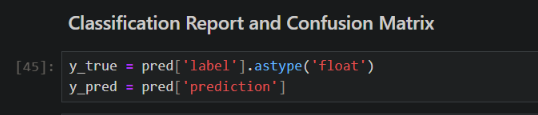 Classification Report and Confusion Matrix
[45]: y_true = pred['label'].astype('float')
y_pred = pred['prediction']